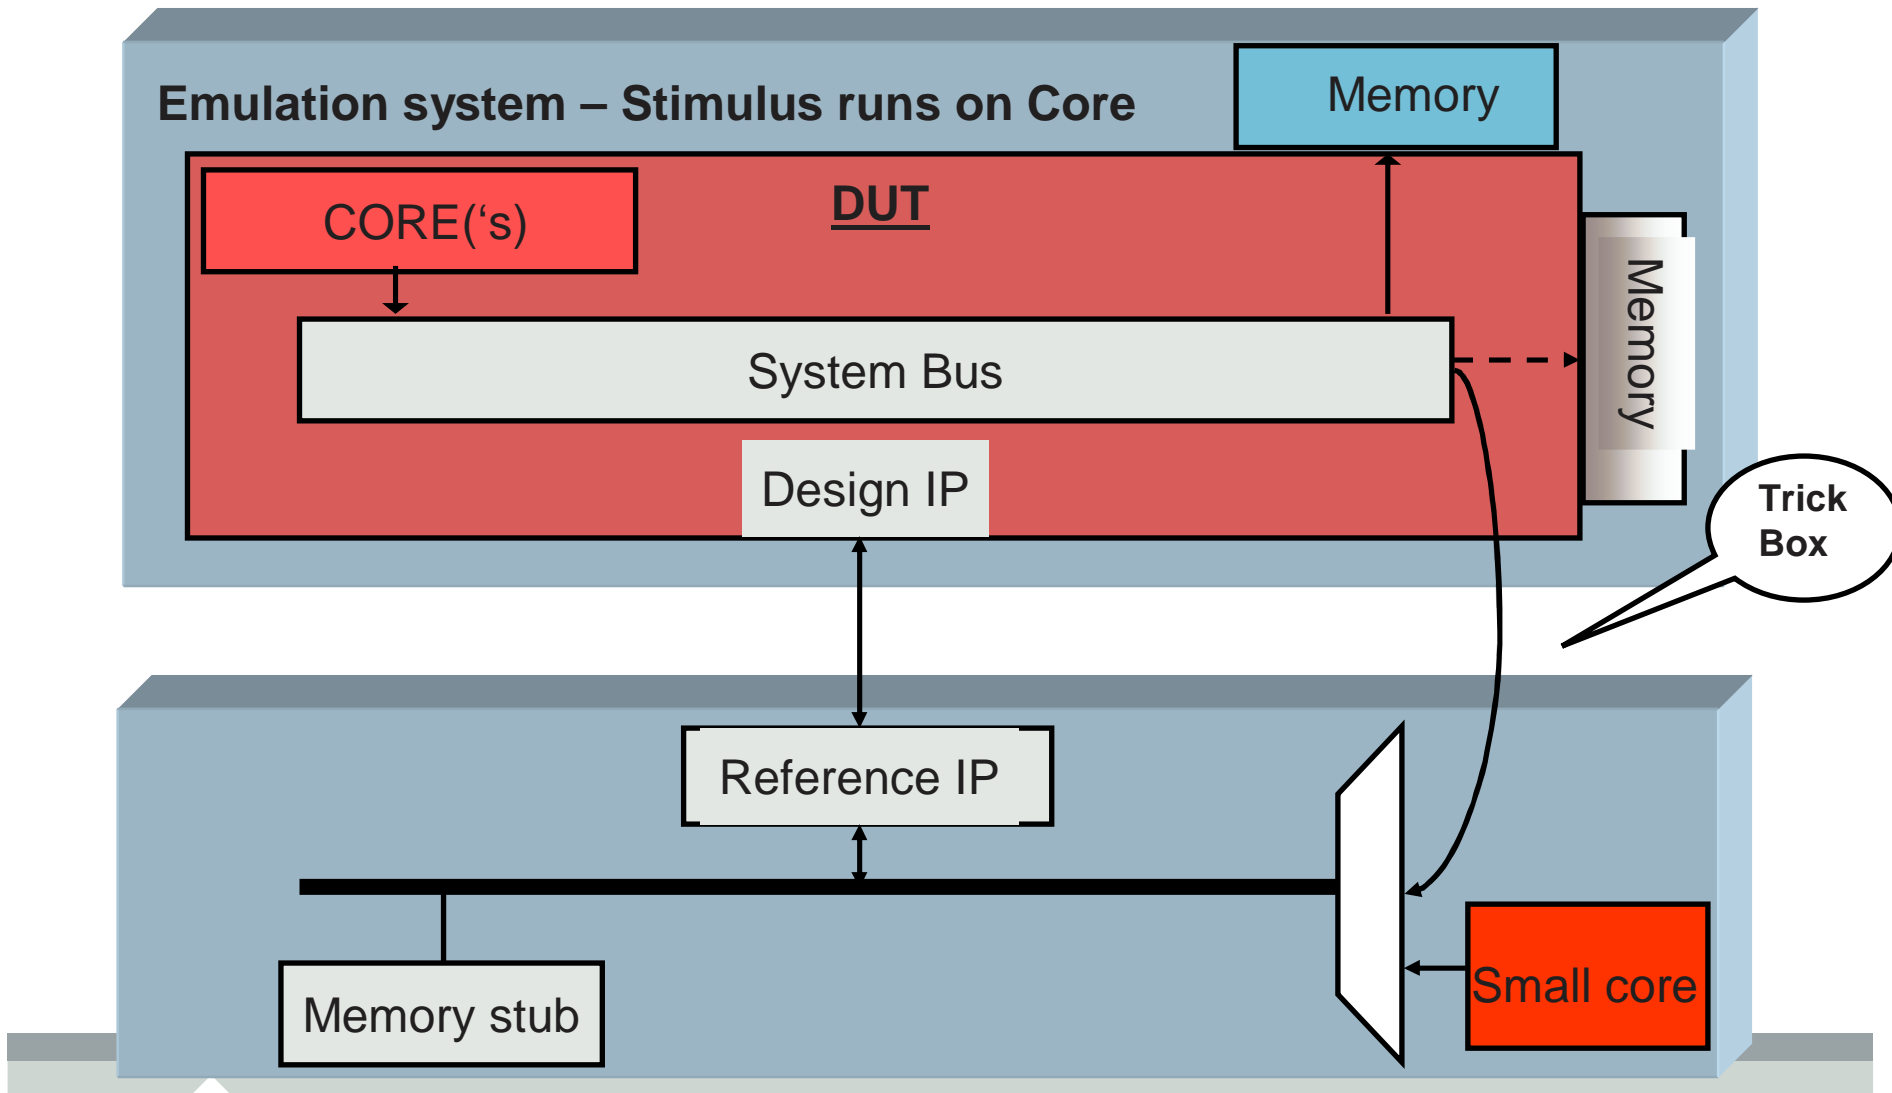 Emulation system – Stimulus runs on Core
Memory
CORE(‘s)
DUT
System Bus
Memory
Design IP
Trick
Box
Reference IP
Memory stub
Small core